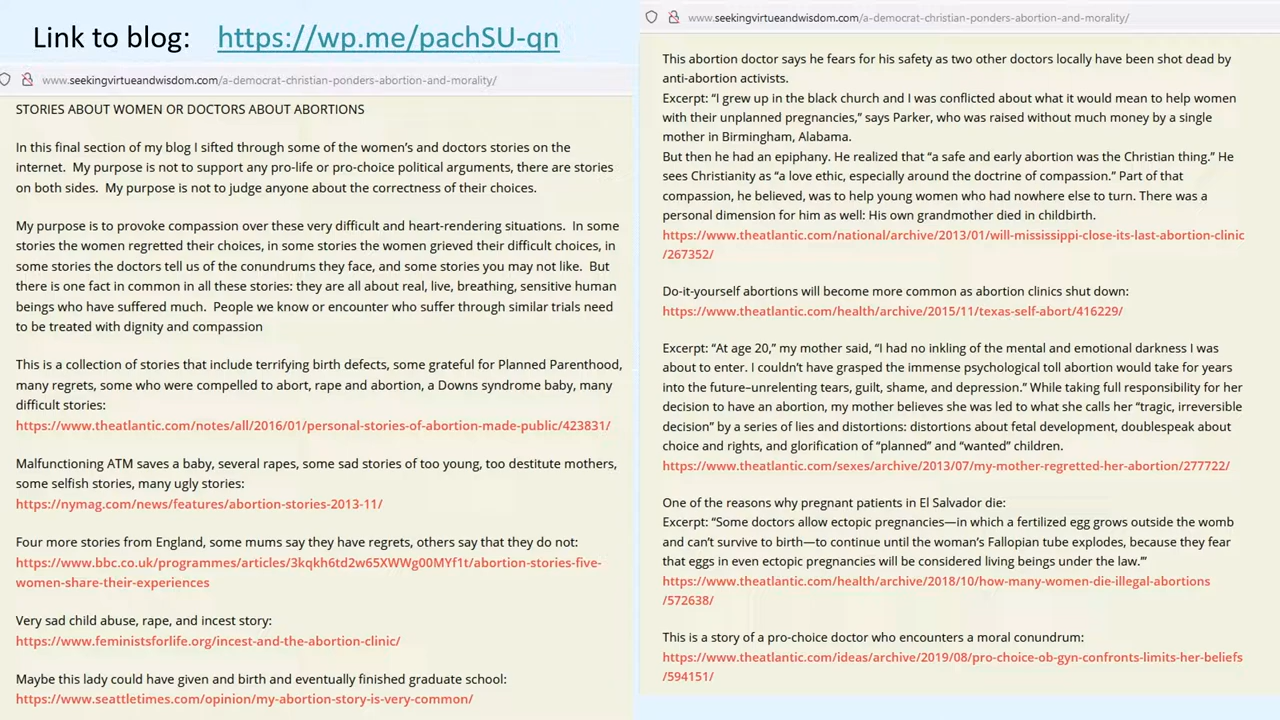 Link to blog: https://wp.me/pachSU-qn
www.seekingvirtueandwisdom.com/a-democrat-christian-ponders-abortion-and-morality/
STORIES ABOUT WOMEN OR DOCTORS ABOUT ABORTIONS
In this final section of my blog I sifted through some of the women's and doctors stories on the
internet. My purpose is not to support any pro-life or pro-choice political arguments, there are stories
on both sides. My purpose is not to judge anyone about the correctness of their choices.
My purpose is to provoke compassion over these very difficult and heart-rendering situations. In some
stories the women regretted their choices, in some stories the women grieved their difficult choices, in
some stories the doctors tell us of the conundrums they face, and some stories you may not like. But
there is one fact in common in all these stories: they are all about real, live, breathing, sensitive human
beings who have suffered much. People we know or encounter who suffer through similar trials need
to be treated with dignity and compassion
This is a collection of stories that include terrifying birth defects, some grateful for Planned Parenthood,
many regrets, some who were compelled to abort, rape and abortion, a Downs syndrome baby, many
difficult stories:
https://www.theatlantic.com/notes/all/2016/01/personal-stories-of-abortion-made-public/423831/
Malfunctioning ATM saves a baby, several rapes, some sad stories of too young, too destitute mothers,
some selfish stories, many ugly stories:
https://nymag.com/news/features/abortion-stories-2013-11/
Four more stories from England, some mums say they have regrets, others say that they do not:
https://www.bbc.co.uk/programmes/articles/3kqkh6td2w65XWWg00MYf1t/abortion-stories-five-
women-share-their-experiences
Very sad child abuse, rape, and incest story:
https://www.feministsforlife.org/incest-and-the-abortion-clinic/
Maybe this lady could have given and birth and eventually finished graduate school:
https://www.seattletimes.com/opinion/my-abortion-story-is-very-common/
www.seekingvirtueandwisdom.com/a-democrat-christian-ponders-abortion-and-morality/
This abortion doctor says he fears for his safety as two other doctors locally have been shot dead by
anti-abortion activists.
Excerpt: "I grew up in the black church and I was conflicted about what it would mean to help women
with their unplanned pregnancies," says Parker, who was raised without much money by a single
mother in Birmingham, Alabama.
But then he had an epiphany. He realized that "a safe and early abortion was the Christian thing." He
sees Christianity as "a love ethic, especially around the doctrine of compassion." Part of that
compassion, he believed, was to help young women who had nowhere else to turn. There was a
personal dimension for him as well: His own grandmother died in childbirth.
https://www.theatlantic.com/national/archive/2013/01/will-mississippi-close-its-last-abortion-clinic
/267352/
Do-it-yourself abortions will become more common as abortion clinics shut down:
https://www.theatlantic.com/health/archive/2015/11/texas-self-abort/416229/
Excerpt: "At age 20," my mother said, "I had no inkling of the mental and emotional darkness I was
about to enter. I couldn't have grasped the immense psychological toll abortion would take for years
into the future–unrelenting tears, guilt, shame, and depression." While taking full responsibility for her
decision to have an abortion, my mother believes she was led to what she calls her "tragic, irreversible
decision" by a series of lies and distortions: distortions about fetal development, doublespeak about
choice and rights, and glorification of "planned" and "wanted" children.
https://www.theatlantic.com/sexes/archive/2013/07/my-mother-regretted-her-abortion/277722/
One of the reasons why pregnant patients in El Salvador die:
Excerpt: "Some doctors allow ectopic pregnancies—in which a fertilized egg grows outside the womb
and can't survive to birth—to continue until the woman's Fallopian tube explodes, because they fear
that eggs in even ectopic pregnancies will be considered living beings under the law.'"
https://www.theatlantic.com/health/archive/2018/10/how-many-women-die-illegal-abortions
/572638/
This is a story of a pro-choice doctor who encounters a moral conundrum:
https://www.theatlantic.com/ideas/archive/2019/08/pro-choice-ob-gyn-confronts-limits-her-beliefs
/594151/